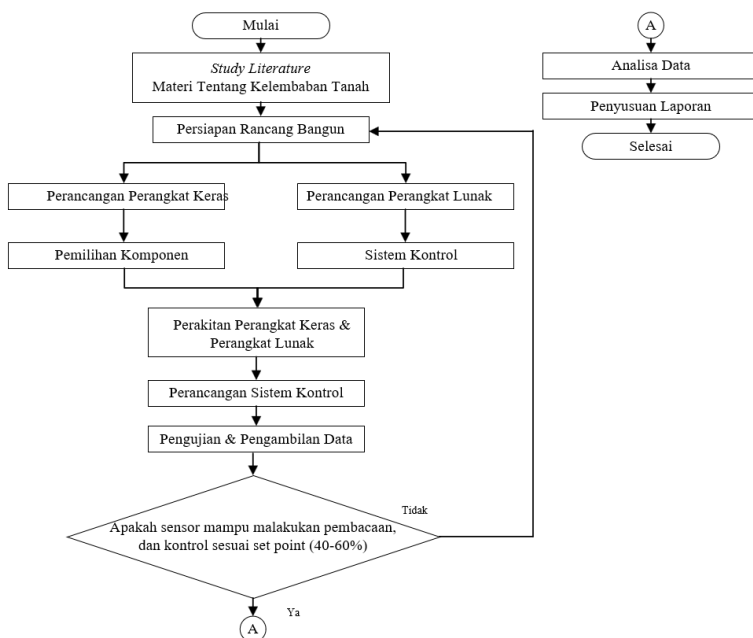 Mulai
Study Literature
Materi Tentang Kelembaban Tanah
Persiapan Rancang Bangun
Perancangan Perangkat Keras
Perancangan Perangkat Lunak
Pemilihan Komponen
Sistem Kontrol
Perakitan Perangkat Keras &
Perangkat Lunak
Perancangan Sistem Kontrol
Pengujian & Pengambilan Data
Apakah sensor mampu malakukan pembacaan,
dan kontrol sesuai set point (40-60%)
Tidak
Ya
A
A
Analisa Data
Penyusuan Laporan
Selesai